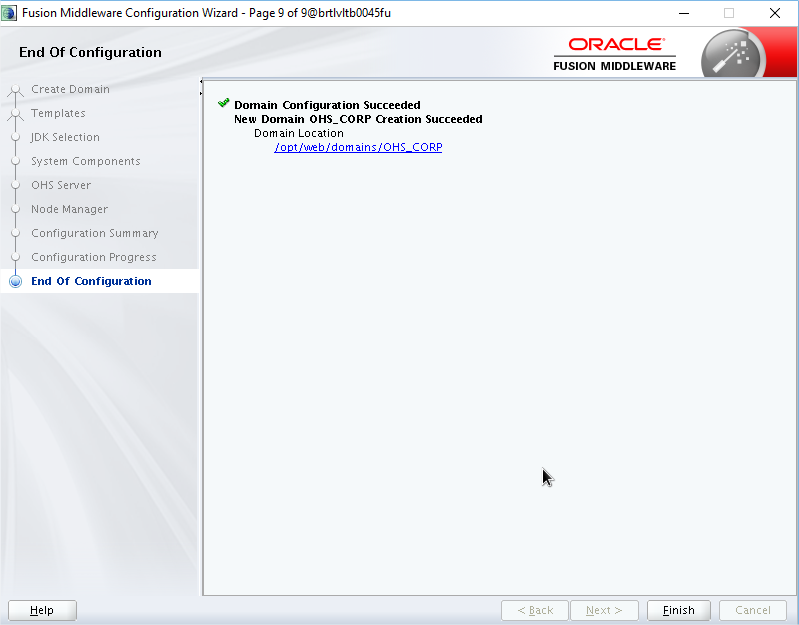 Fusion Middleware Configuration Wizard - Page 9 of 9@brtlvltb0045fu
End Of Configuration
ORACLE®
FUSION MIDDLEWARE
Create Domain
Templates
JDK Selection
System Components
OHS Server
Node Manager
Configuration Summary
Configuration Progress
End Of Configuration
Domain Configuration Succeeded
New Domain OHS_CORP Creation Succeeded
Domain Location
/opt/web/domains/OHS_CORP
Help
< Back
Next >
Finish
Cancel